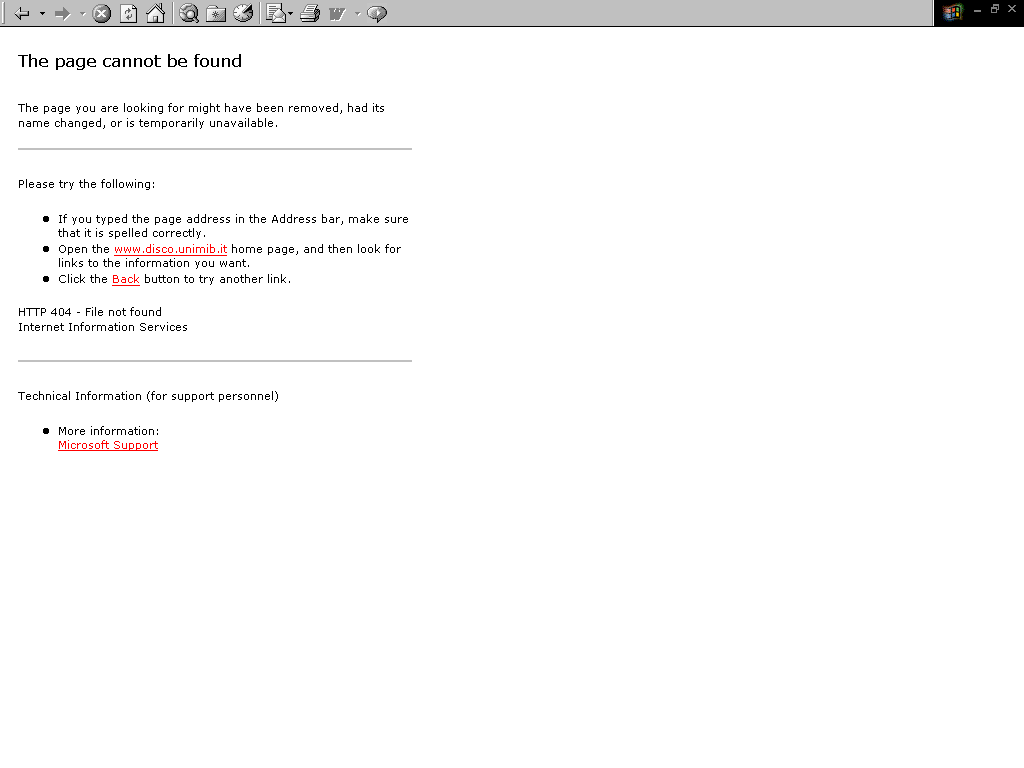 The page cannot be found
The page you are looking for might have been removed, had its
name changed, or is temporarily unavailable.
Please try the following:
If you typed the page address in the Address bar, make sure
that it is spelled correctly.
Open the www.disco.unimib.it home page, and then look for
links to the information you want.
Click the Back button to try another link.
HTTP 404 - File not found
Internet Information Services
Technical Information (for support personnel)
More information:
Microsoft Support